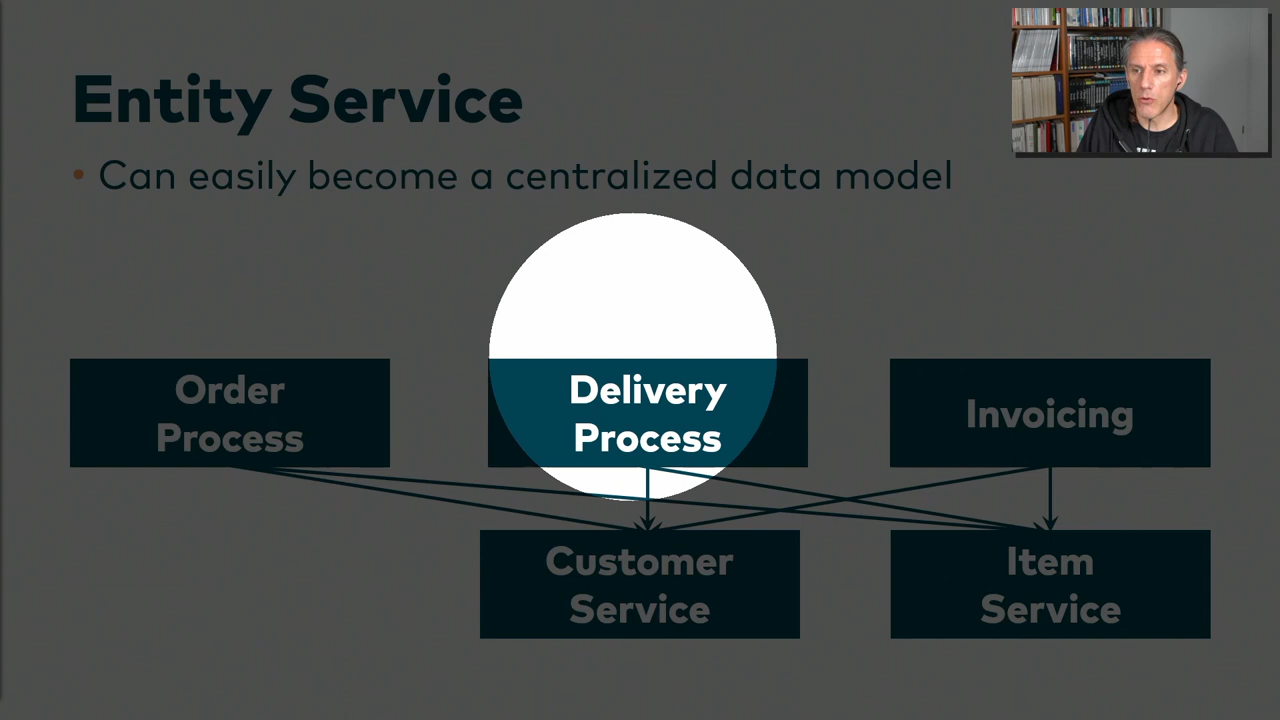 Entity Service
• Can easily become a centralized data model
Order
Process
Delivery
Process
Invoicing
Customer
Service
Item
Service